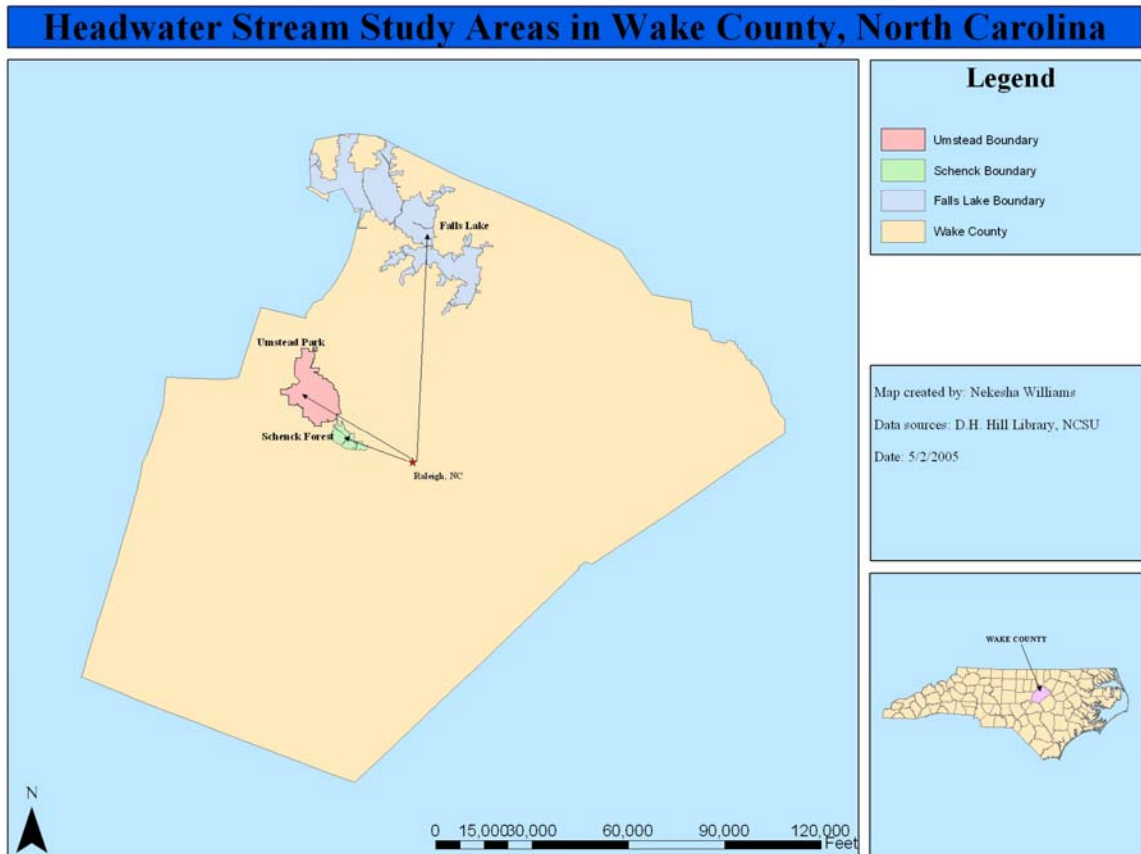 Headwater Stream Study Areas in Wake County, North Carolina
Legend
Umstead Boundary
Schenck Boundary
Falls Lake Boundary
Wake County
Falls Lake
Umstead Park
Schenck Forest
Raleigh, NC
Map created by: Nekesha Williams
Data sources: D.H. Hill Library, NCSU
Date: 5/2/2005
WAKE COUNTY
N
0 15,000 30,000 60,000 90,000 120,000
Feet